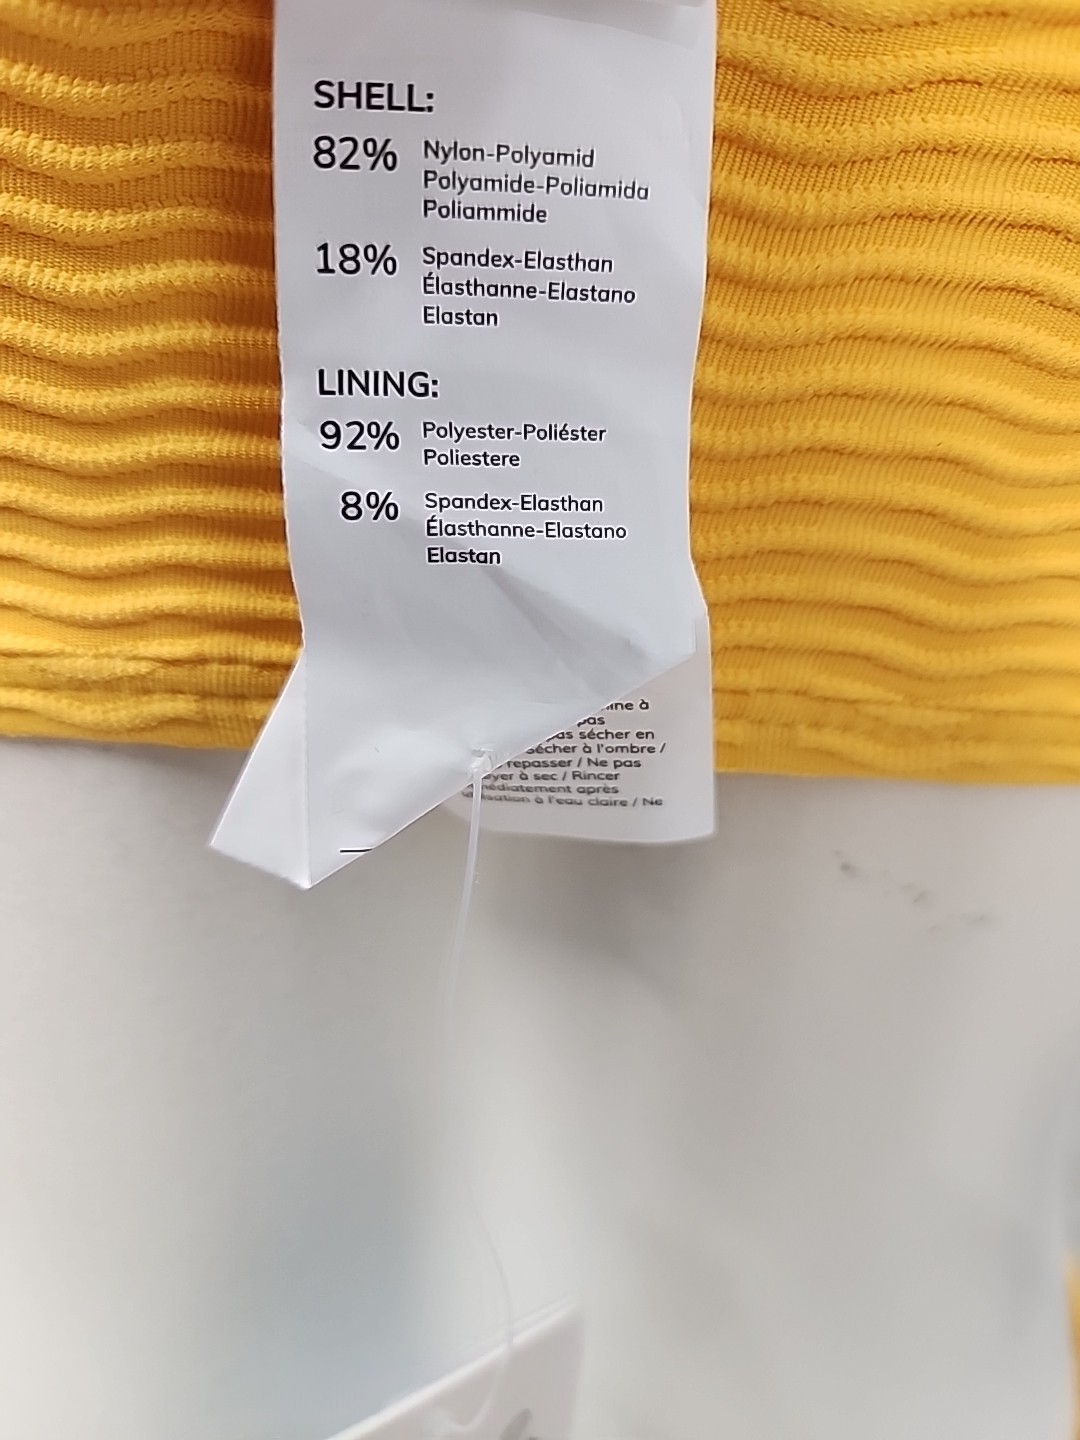 SHELL:
82% Nylon-Polyamid
Polyamide-Poliamida
Poliammide
18% Spandex-Elasthan
Élasthanne-Elastano
Elastan
LINING:
92% Polyester-Poliéster
Poliestere
8% Spandex-Elasthan
Élasthanne-Elastano
Elastan
à
pas
sécher en
sécher à l'ombre /
repasser / Ne pas
à sec / Rincer
après
à l'eau claire / Ne